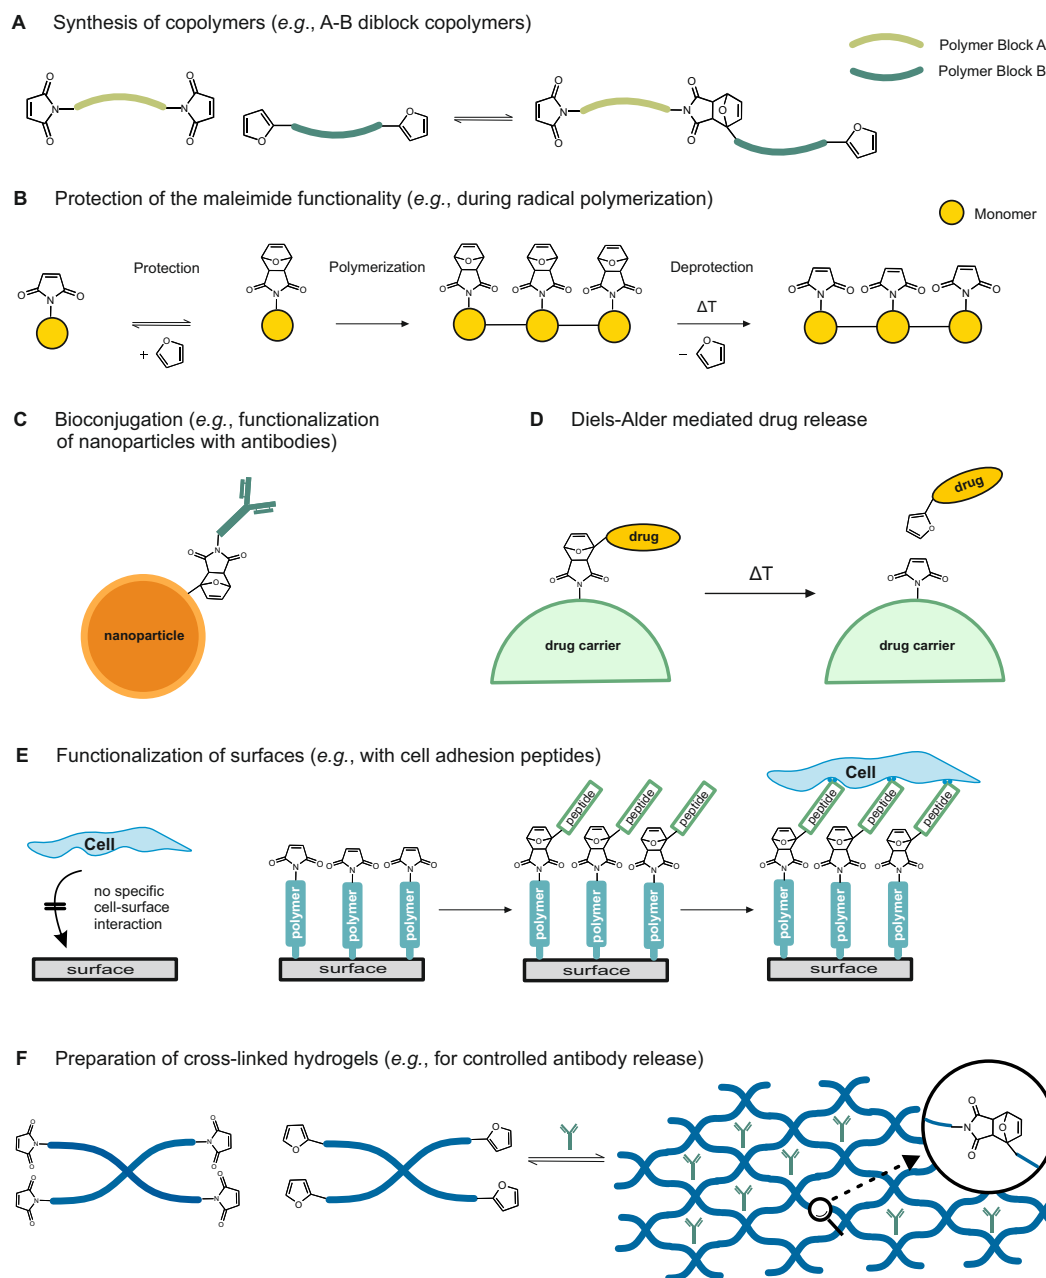 A Synthesis of copolymers (e.g., A-B diblock copolymers)
Polymer Block A
Polymer Block B
O
N
O
O
N
O
O
O
O
N
O
O
N
O
O
O
B Protection of the maleimide functionality (e.g., during radical polymerization)
Monomer
Protection
Polymerization
Deprotection
ΔT
O N O
+ O
O
O N O
O O O
O N O O N O O N O
− O
O N O O N O O N O
C Bioconjugation (e.g., functionalization
of nanoparticles with antibodies)
D Diels-Alder mediated drug release
N
O O
O
nanoparticle
drug
O
O N O
drug carrier
ΔT
drug
O
O N O
drug carrier
E Functionalization of surfaces (e.g., with cell adhesion peptides)
Cell
no specific
cell-surface
interaction
surface
O N O O N O O N O
polymer polymer polymer
surface
peptide peptide peptide
O O O
O N O O N O O N O
polymer polymer polymer
surface
Cell
peptide peptide peptide
O O O
O N O O N O O N O
polymer polymer polymer
surface
F Preparation of cross-linked hydrogels (e.g., for controlled antibody release)
O
N
O
O
N
O
O
N
O
O
N
O
O
O
O
O
O
N
O
O